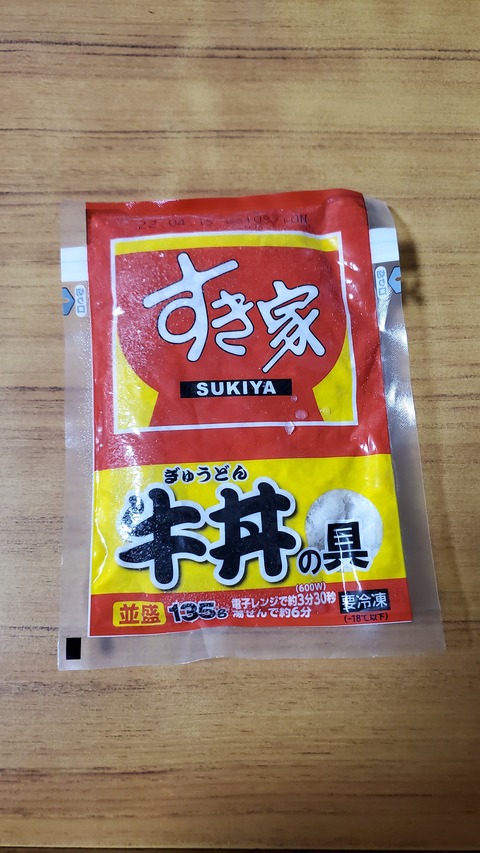 すき家
SUKIYA
ぎゅうどん
牛丼の具
並盛 135g
(600W)
電子レンジで約3分30秒
湯せんで約6分
要冷凍
(-18℃以下)